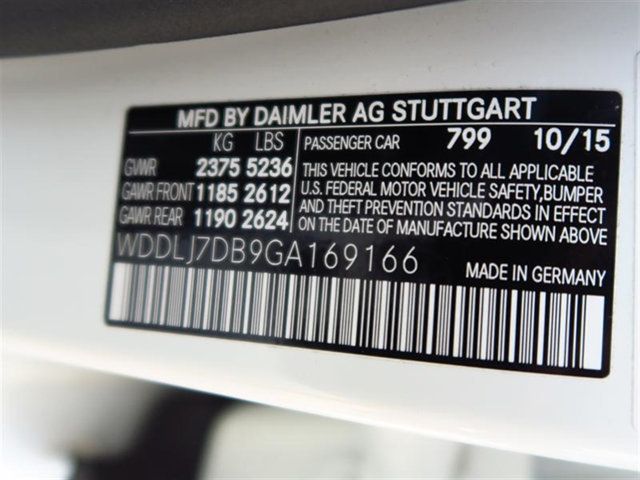 MFD BY DAIMLER AG STUTTGART
KG LBS
GVWR 2375 5236
GAWR FRONT 1185 2612
GAWR REAR 1190 2624
PASSENGER CAR 799 10/15
THIS VEHICLE CONFORMS TO ALL APPLICABLE
U.S. FEDERAL MOTOR VEHICLE SAFETY,BUMPER
AND THEFT PREVENTION STANDARDS IN EFFECT
ON THE DATE OF MANUFACTURE SHOWN ABOVE
WDDLJ7DB9GA169166
MADE IN GERMANY